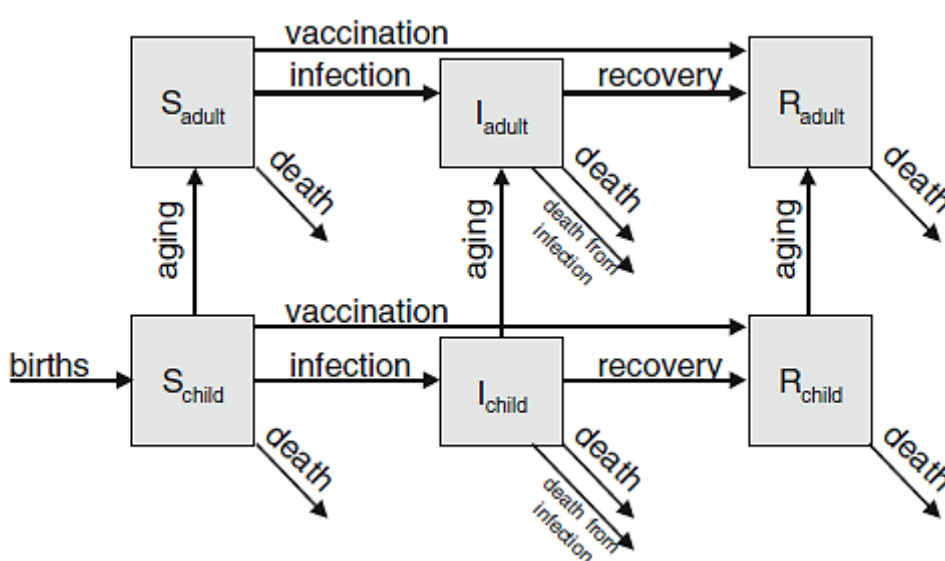 vaccination
infection
recovery
S adult
I adult
R adult
death
death
death from
infection
death
aging
aging
aging
vaccination
births
infection
recovery
S child
I child
R child
death
death
death from
infection
death